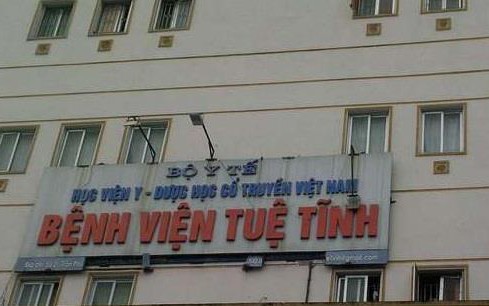 BỘ Y TẾ
HỌC VIỆN Y - DƯỢC HỌC CỔ TRUYỀN VIỆT NAM
BỆNH VIỆN TUỆ TĨNH